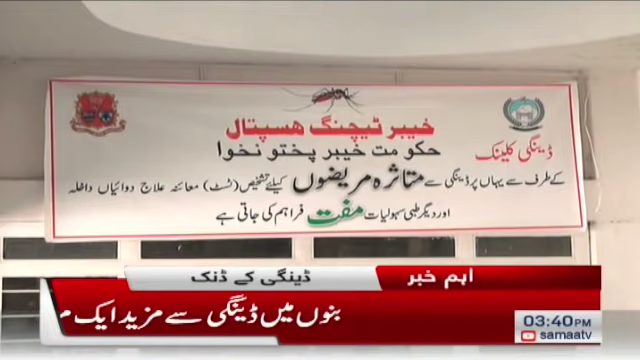 خیبر ٹیچنگ ہسپتال
حکومت خیبر پختونخوا
ڈینگی کلینک
کے طرف سے یہاں پر ڈینگی سے متاثرہ مریضوں کیلئے تشخیص (ٹسٹ) معائنہ علاج دوائیاں داخلہ
اور دیگر طبی سہولیات مفت فراہم کی جاتی ہے
اہم خبر
ڈینگی کے ڈنک
بنوں میں ڈینگی سے مزید ایک م
03:40PM
samaatv